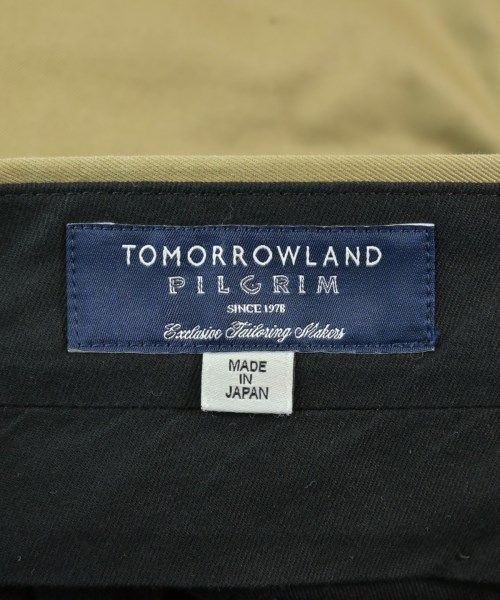 TOMORROWLAND
PILGRIM
SINCE 1978
Exclusive Tailoring Makers
MADE
IN
JAPAN